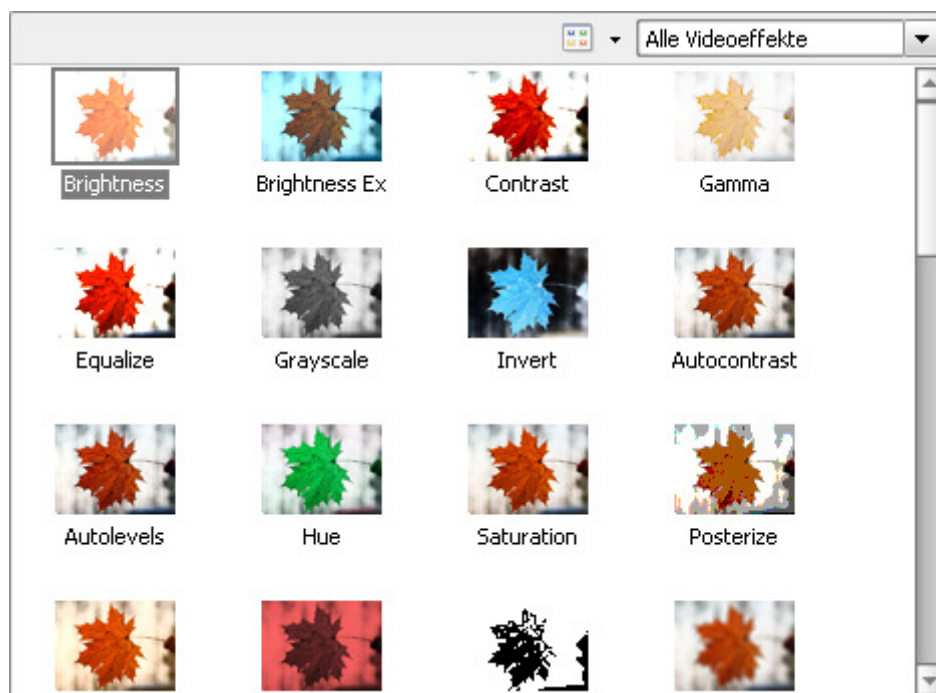 Alle Videoeffekte
Brightness
Brightness Ex
Contrast
Gamma
Equalize
Grayscale
Invert
Autocontrast
Autolevels
Hue
Saturation
Posterize